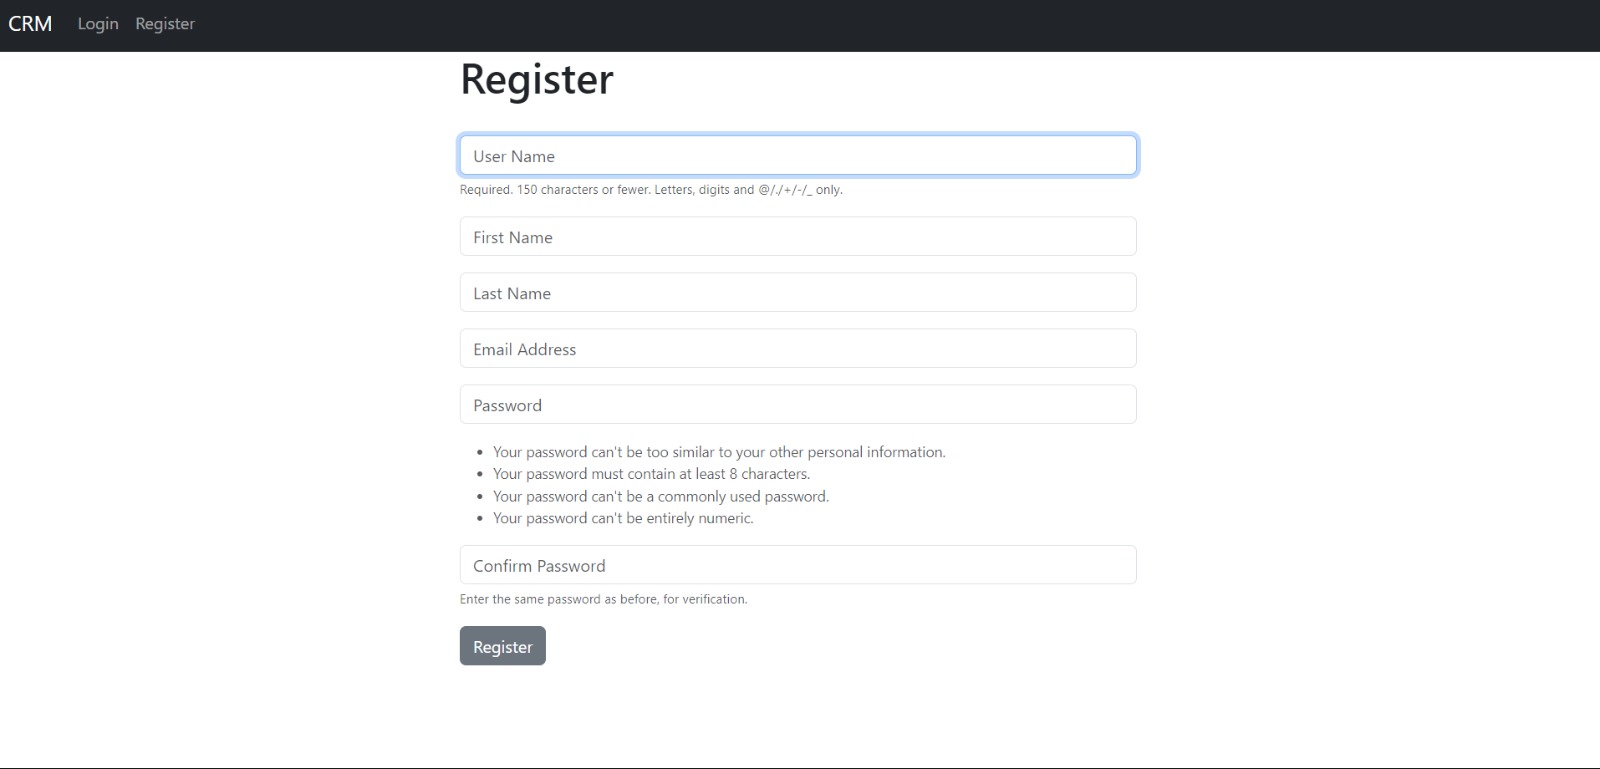 CRM Login Register
Register
User Name
Required. 150 characters or fewer. Letters, digits and @/./+/-/_ only.
First Name
Last Name
Email Address
Password
• Your password can't be too similar to your other personal information.
• Your password must contain at least 8 characters.
• Your password can't be a commonly used password.
• Your password can't be entirely numeric.
Confirm Password
Enter the same password as before, for verification.
Register